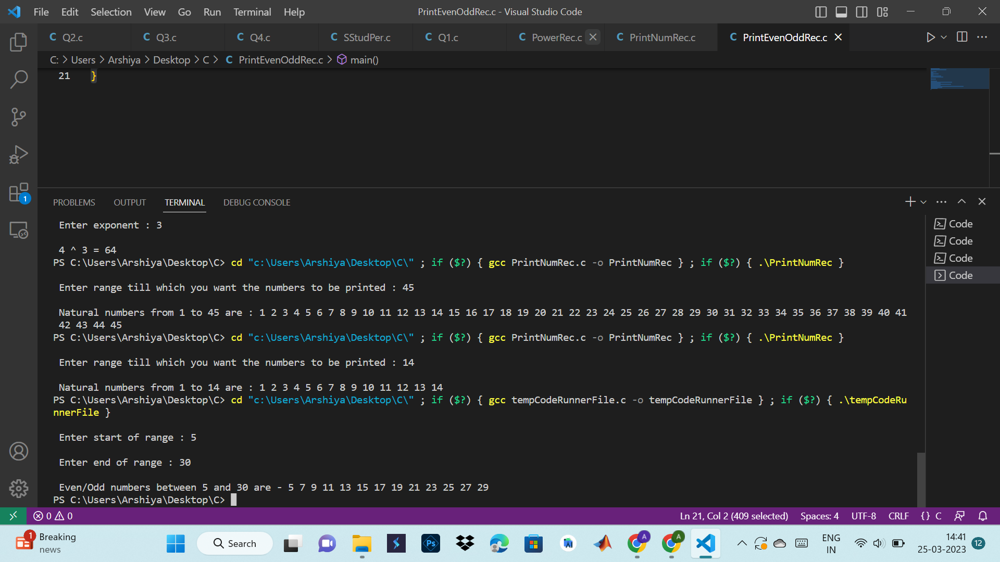 File Edit Selection View Go Run Terminal Help PrintEvenOddRec.c - Visual Studio Code
C Q2.c C Q3.c C Q4.c C SStudPer.c C Q1.c C PowerRec.c C PrintNumRec.c C PrintEvenOddRec.c
C: > Users > Arshiya > Desktop > C > C PrintEvenOddRec.c > main()
21 }
1
PROBLEMS OUTPUT TERMINAL DEBUG CONSOLE
Enter exponent : 3
4 ^ 3 = 64
PS C:\Users\Arshiya\Desktop\C> cd "c:\Users\Arshiya\Desktop\C\" ; if ($?) { gcc PrintNumRec.c -o PrintNumRec } ; if ($?) { .\PrintNumRec }
Enter range till which you want the numbers to be printed : 45
Natural numbers from 1 to 45 are : 1 2 3 4 5 6 7 8 9 10 11 12 13 14 15 16 17 18 19 20 21 22 23 24 25 26 27 28 29 30 31 32 33 34 35 36 37 38 39 40 41
42 43 44 45
PS C:\Users\Arshiya\Desktop\C> cd "c:\Users\Arshiya\Desktop\C\" ; if ($?) { gcc PrintNumRec.c -o PrintNumRec } ; if ($?) { .\PrintNumRec }
Enter range till which you want the numbers to be printed : 14
Natural numbers from 1 to 14 are : 1 2 3 4 5 6 7 8 9 10 11 12 13 14
PS C:\Users\Arshiya\Desktop\C> cd "c:\Users\Arshiya\Desktop\C\" ; if ($?) { gcc tempCodeRunnerFile.c -o tempCodeRunnerFile } ; if ($?) { .\tempCodeRu
nnerFile }
Enter start of range : 5
Enter end of range : 30
Even/Odd numbers between 5 and 30 are - 5 7 9 11 13 15 17 19 21 23 25 27 29
PS C:\Users\Arshiya\Desktop\C>
Code
Code
Code
Code
0 0 Ln 21, Col 2 (409 selected) Spaces: 4 UTF-8 CRLF {} C
1 Breaking
news
Search
Ps
A
A
ENG
IN
14:41
25-03-2023
12